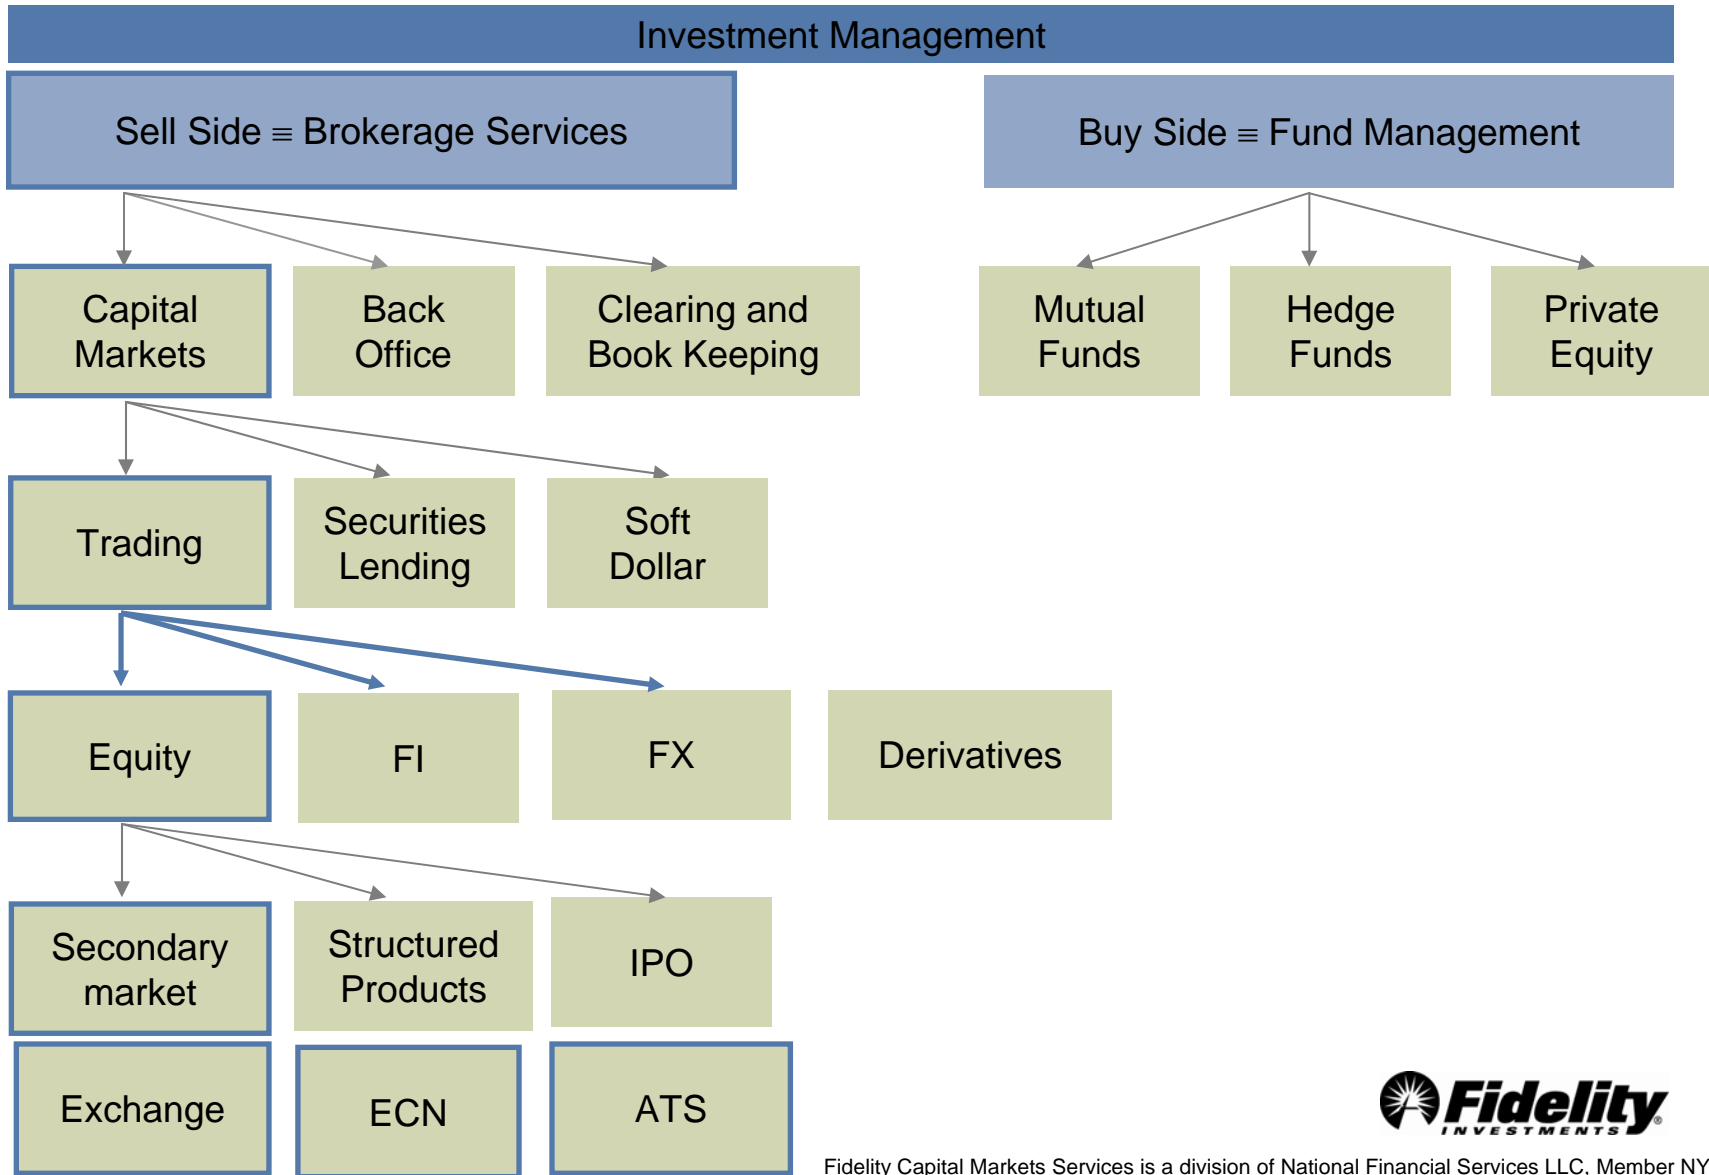 Investment Management
Sell Side ≡ Brokerage Services
Buy Side ≡ Fund Management
Capital
Markets
Back
Office
Clearing and
Book Keeping
Mutual
Funds
Hedge
Funds
Private
Equity
Trading
Securities
Lending
Soft
Dollar
Equity
FI
FX
Derivatives
Secondary
market
Structured
Products
IPO
Exchange
ECN
ATS
Fidelity
INVESTMENTS
Fidelity Capital Markets Services is a division of National Financial Services LLC, Member NY